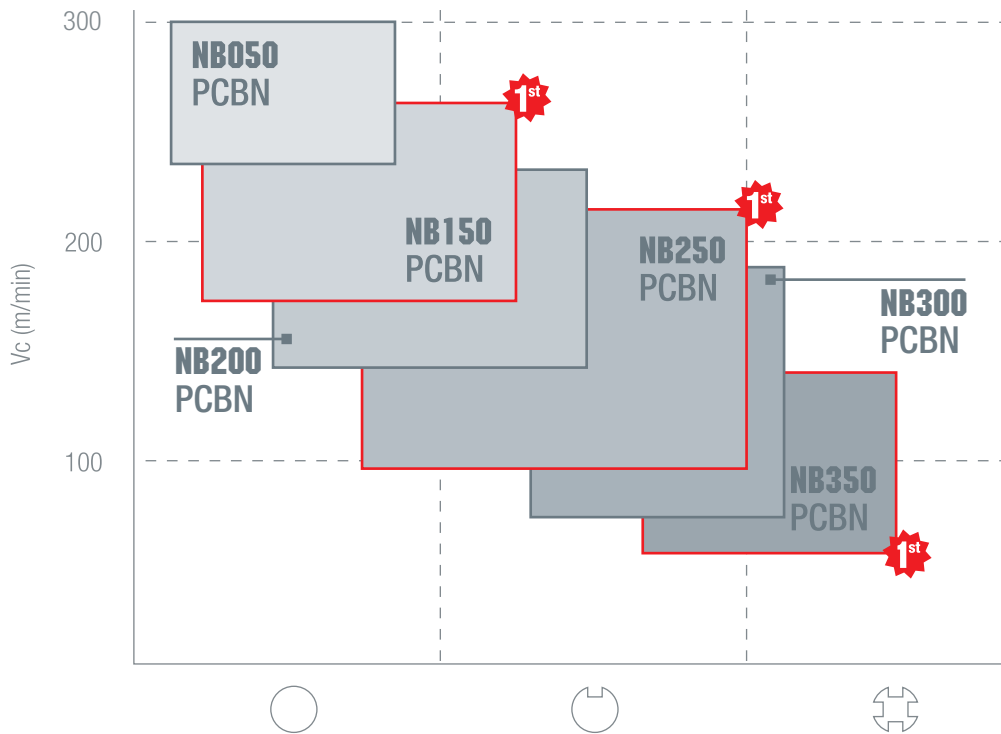 300
NB050
PCBN
1st
1st
NB150
PCBN
200
NB250
PCBN
NB300
PCBN
Vc (m/min)
NB200
PCBN
100
NB350
PCBN
1st